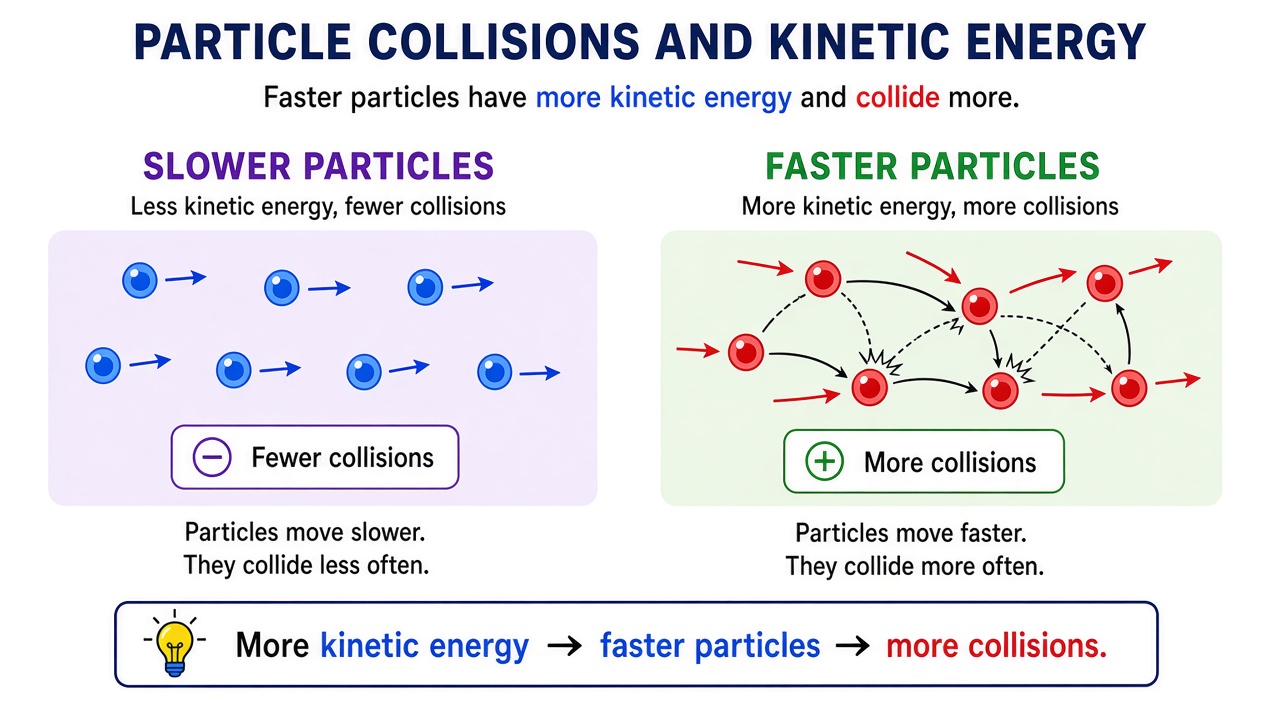 PARTICLE COLLISIONS AND KINETIC ENERGY
Faster particles have more kinetic energy and collide more.
SLOWER PARTICLES
Less kinetic energy, fewer collisions
Fewer collisions
Particles move slower.
They collide less often.
FASTER PARTICLES
More kinetic energy, more collisions
More collisions
Particles move faster.
They collide more often.
More kinetic energy → faster particles → more collisions.